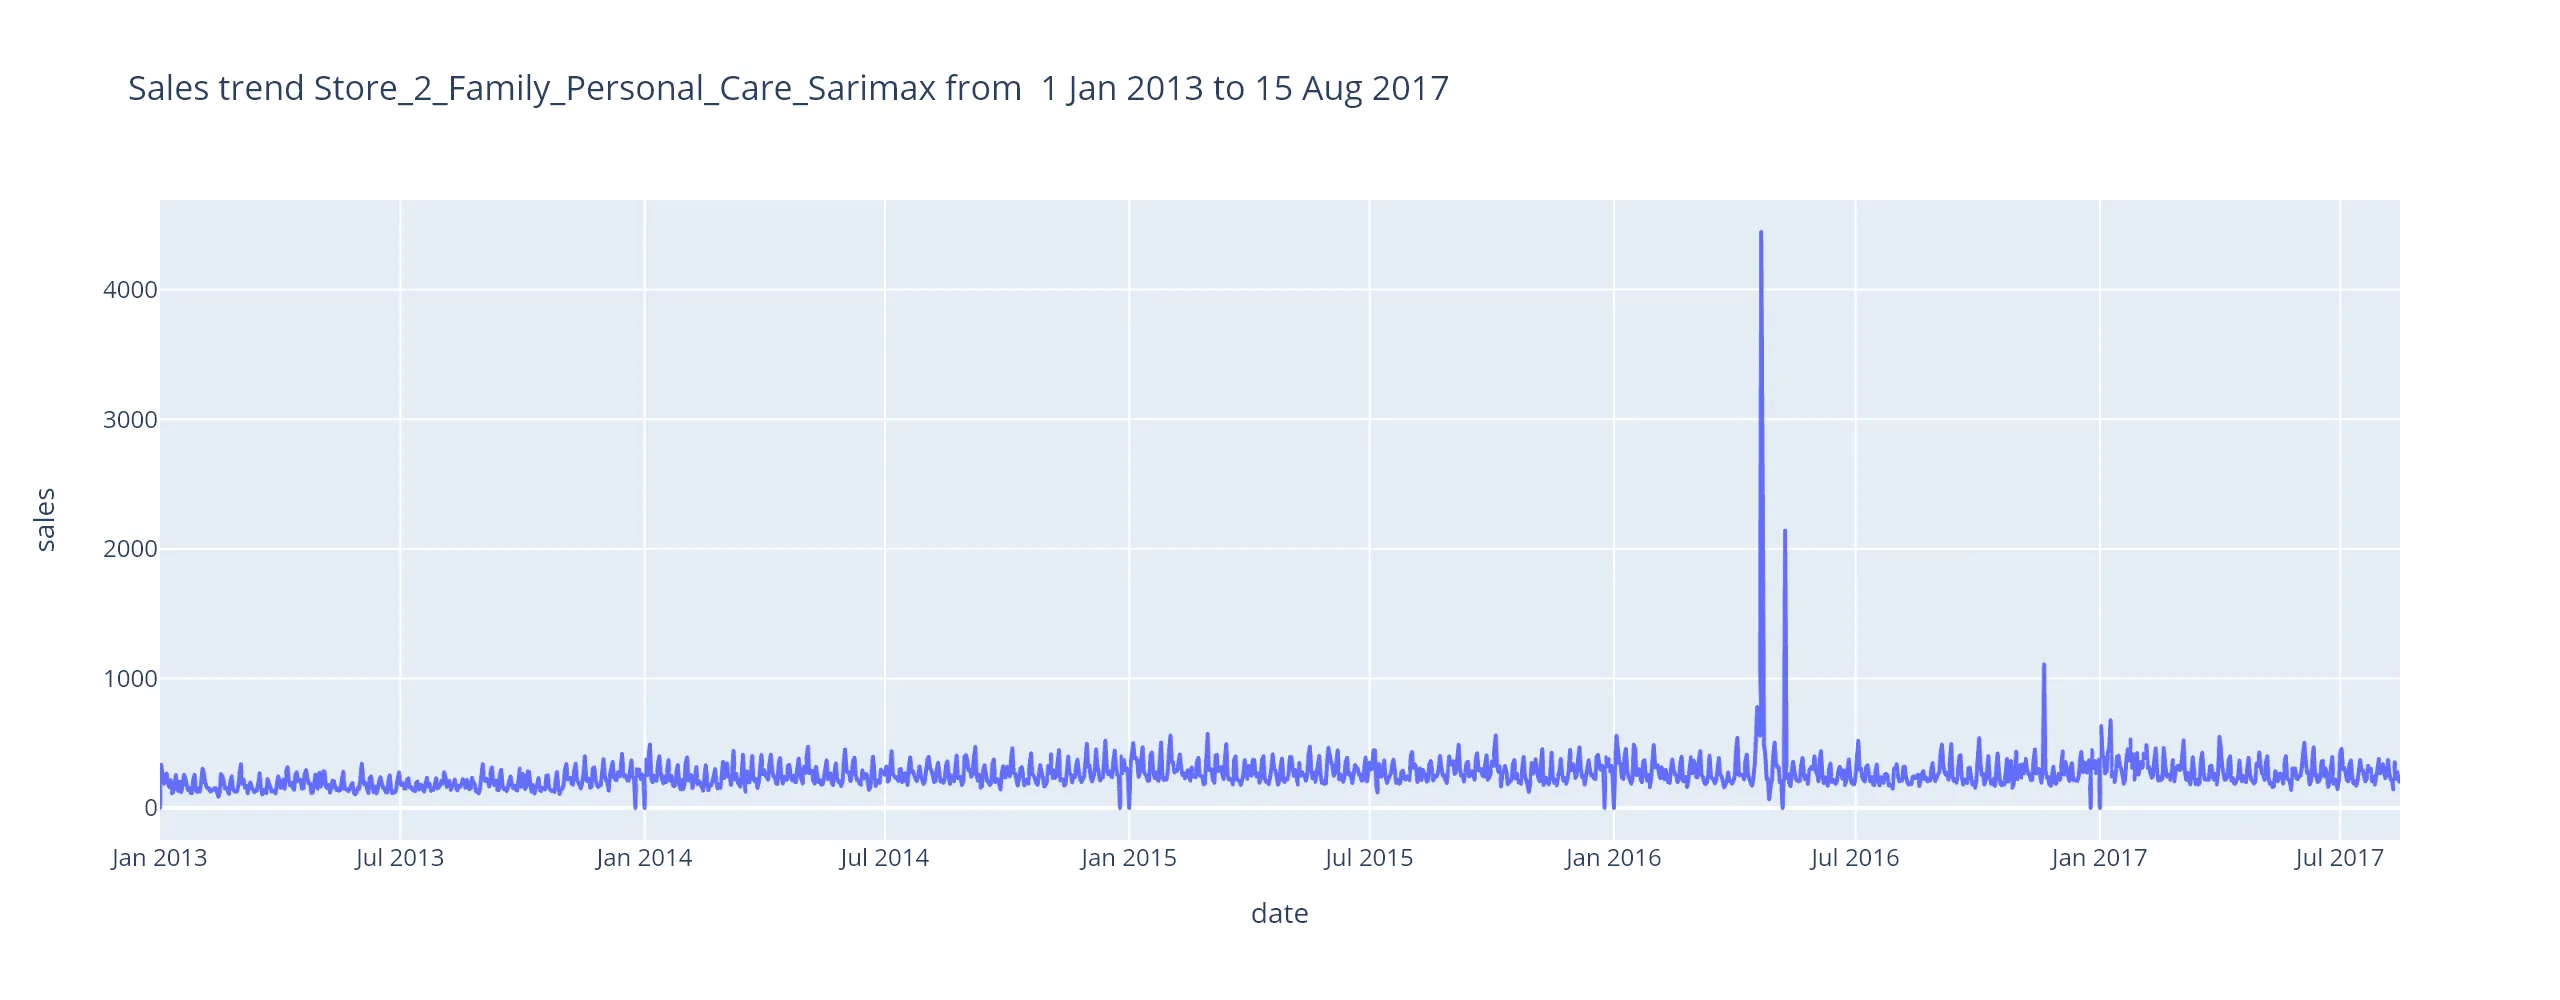 Sales trend Store_2_Family_Personal_Care_Sarimax from  1 Jan 2013 to 15 Aug 2017
4000
3000
2000
1000
0
sales
Jan 2013 Jul 2013 Jan 2014 Jul 2014 Jan 2015 Jul 2015 Jan 2016 Jul 2016 Jan 2017 Jul 2017
date